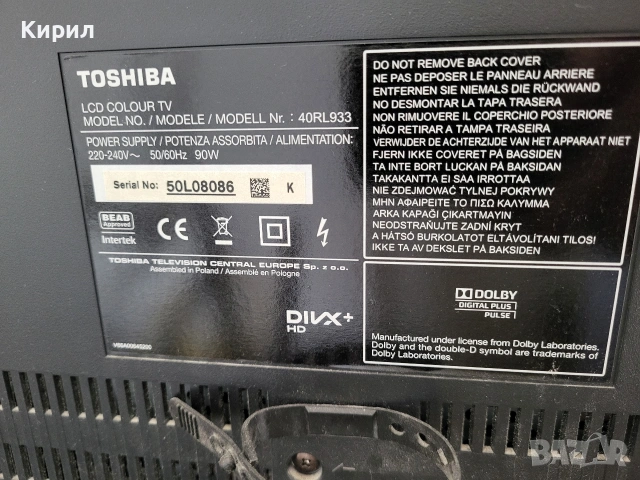 Кирил
TOSHIBA
LCD COLOUR TV
MODEL NO. / MODELE / MODELL Nr. : 40RL933
POWER SUPPLY / POTENZA ASSORBITA / ALIMENTATION:
220-240V~ 50/60Hz 90W
Serial No: 50L08086 K
BEAB
Approved
Intertek
TOSHIBA TELEVISION CENTRAL EUROPE Sp. z o.o.
Assembled in Poland / Assemblé en Pologne
DIVX+
HD
DO NOT REMOVE BACK COVER
NE PAS DEPOSER LE PANNEAU ARRIERE
ENTFERNEN SIE NIEMALS DIE RÜCKWAND
NO DESMONTAR LA TAPA TRASERA
NON RIMUOVERE IL COPERCHIO POSTERIORE
NÃO RETIRAR A TAMPA TRASEIRA
VERWIJDER DE ACHTERZIJDE VAN HET APPARAAT NIET
FJERN IKKE COVERET PÅ BAGSIDEN
TA INTE BORT LOCKET PÅ BAKSIDAN
TAKAKANTTA EI SAA IRROTTAA
NIE ZDEJMOWAĆ TYLNEJ POKRYWY
ΜΗΝ ΑΦΑΙΡΕΙΤΕ ΤΟ ΠΙΣΩ ΚΑΛΥΜΜΑ
ARKA KAPAĞI ÇIKARTMAYIN
NEODSTRAŇUJTE ZADNÍ KRYT
A HÁTSÓ BURKOLATOT ELTÁVOLÍTANI TILOS!
IKKE TA AV DEKSLET PÅ BAKSIDEN
DOLBY
DIGITAL PLUS
PULSE
Manufactured under license from Dolby Laboratories.
Dolby and the double-D symbol are trademarks of
Dolby Laboratories.
BAZAR